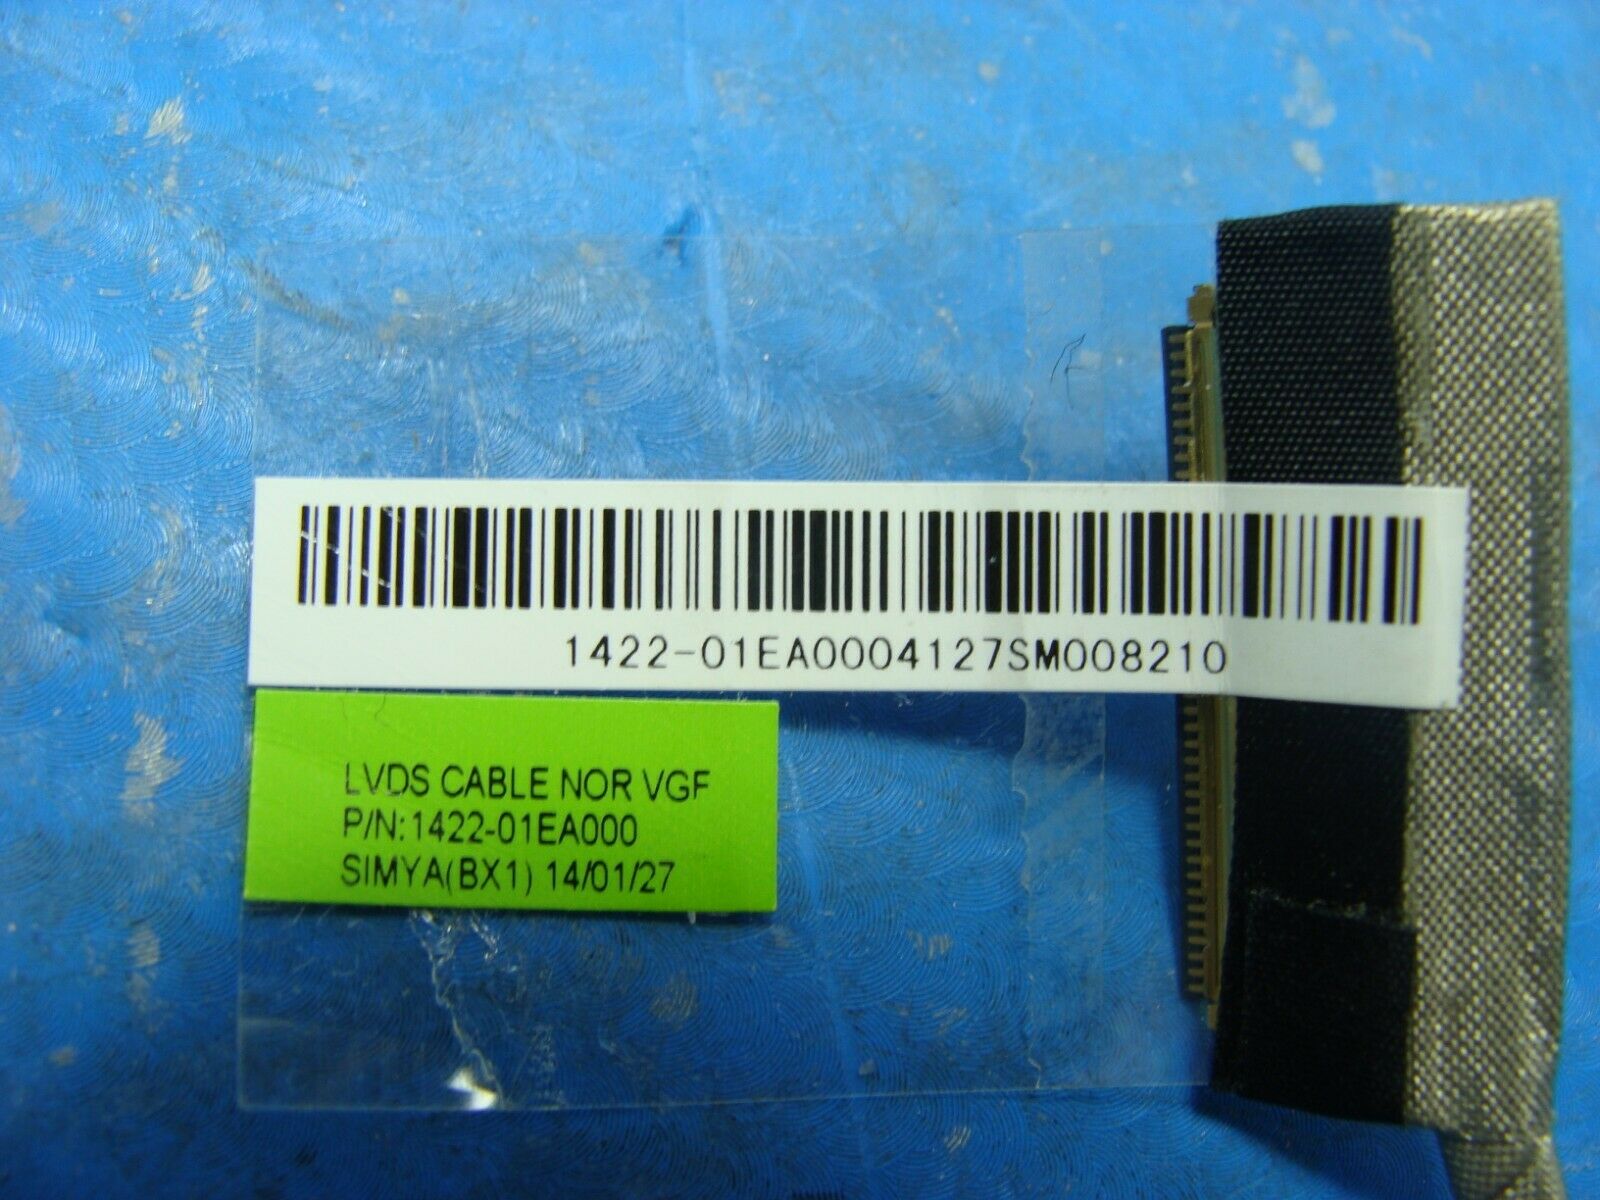 1422-01EA0004127SM008210
LVDS CABLE NOR VGF
P/N:1422-01EA000
SIMYA(BX1) 14/01/27